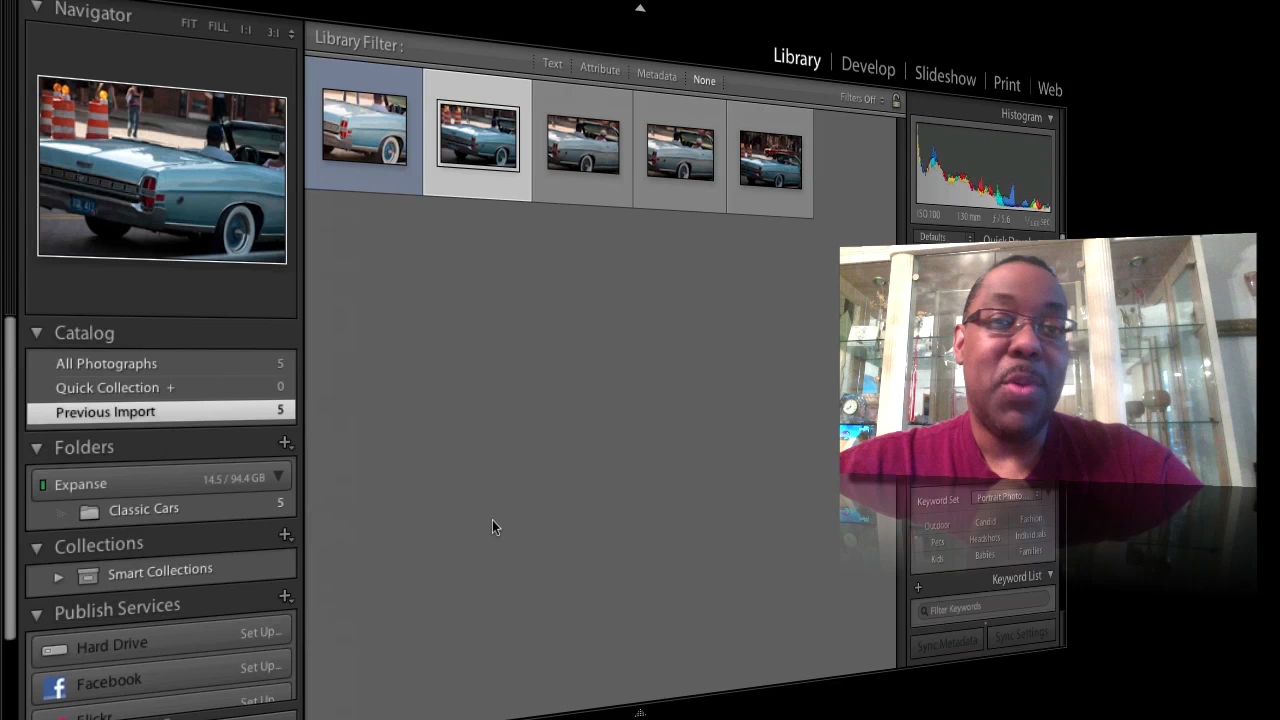 Navigator
FIT FILL 1:1 3:1
Library Filter :
Text Attribute Metadata None
Filters Off
Library | Develop | Slideshow | Print | Web
Histogram
ISO 100 130 mm ƒ / 5.6 sec
Defaults
Catalog
All Photographs 5
Quick Collection + 0
Previous Import 5
Folders
Expanse 14.5 / 94.4 GB
Classic Cars 5
Collections
Smart Collections
Publish Services
Hard Drive Set Up...
Facebook Set Up...
Flickr Set Up...
Keyword Set Portrait Photo...
Outdoor Candid Fashion
Pets Headshots Individuals
Kids Babies Families
Keyword List
Filter Keywords
Sync Metadata Sync Settings